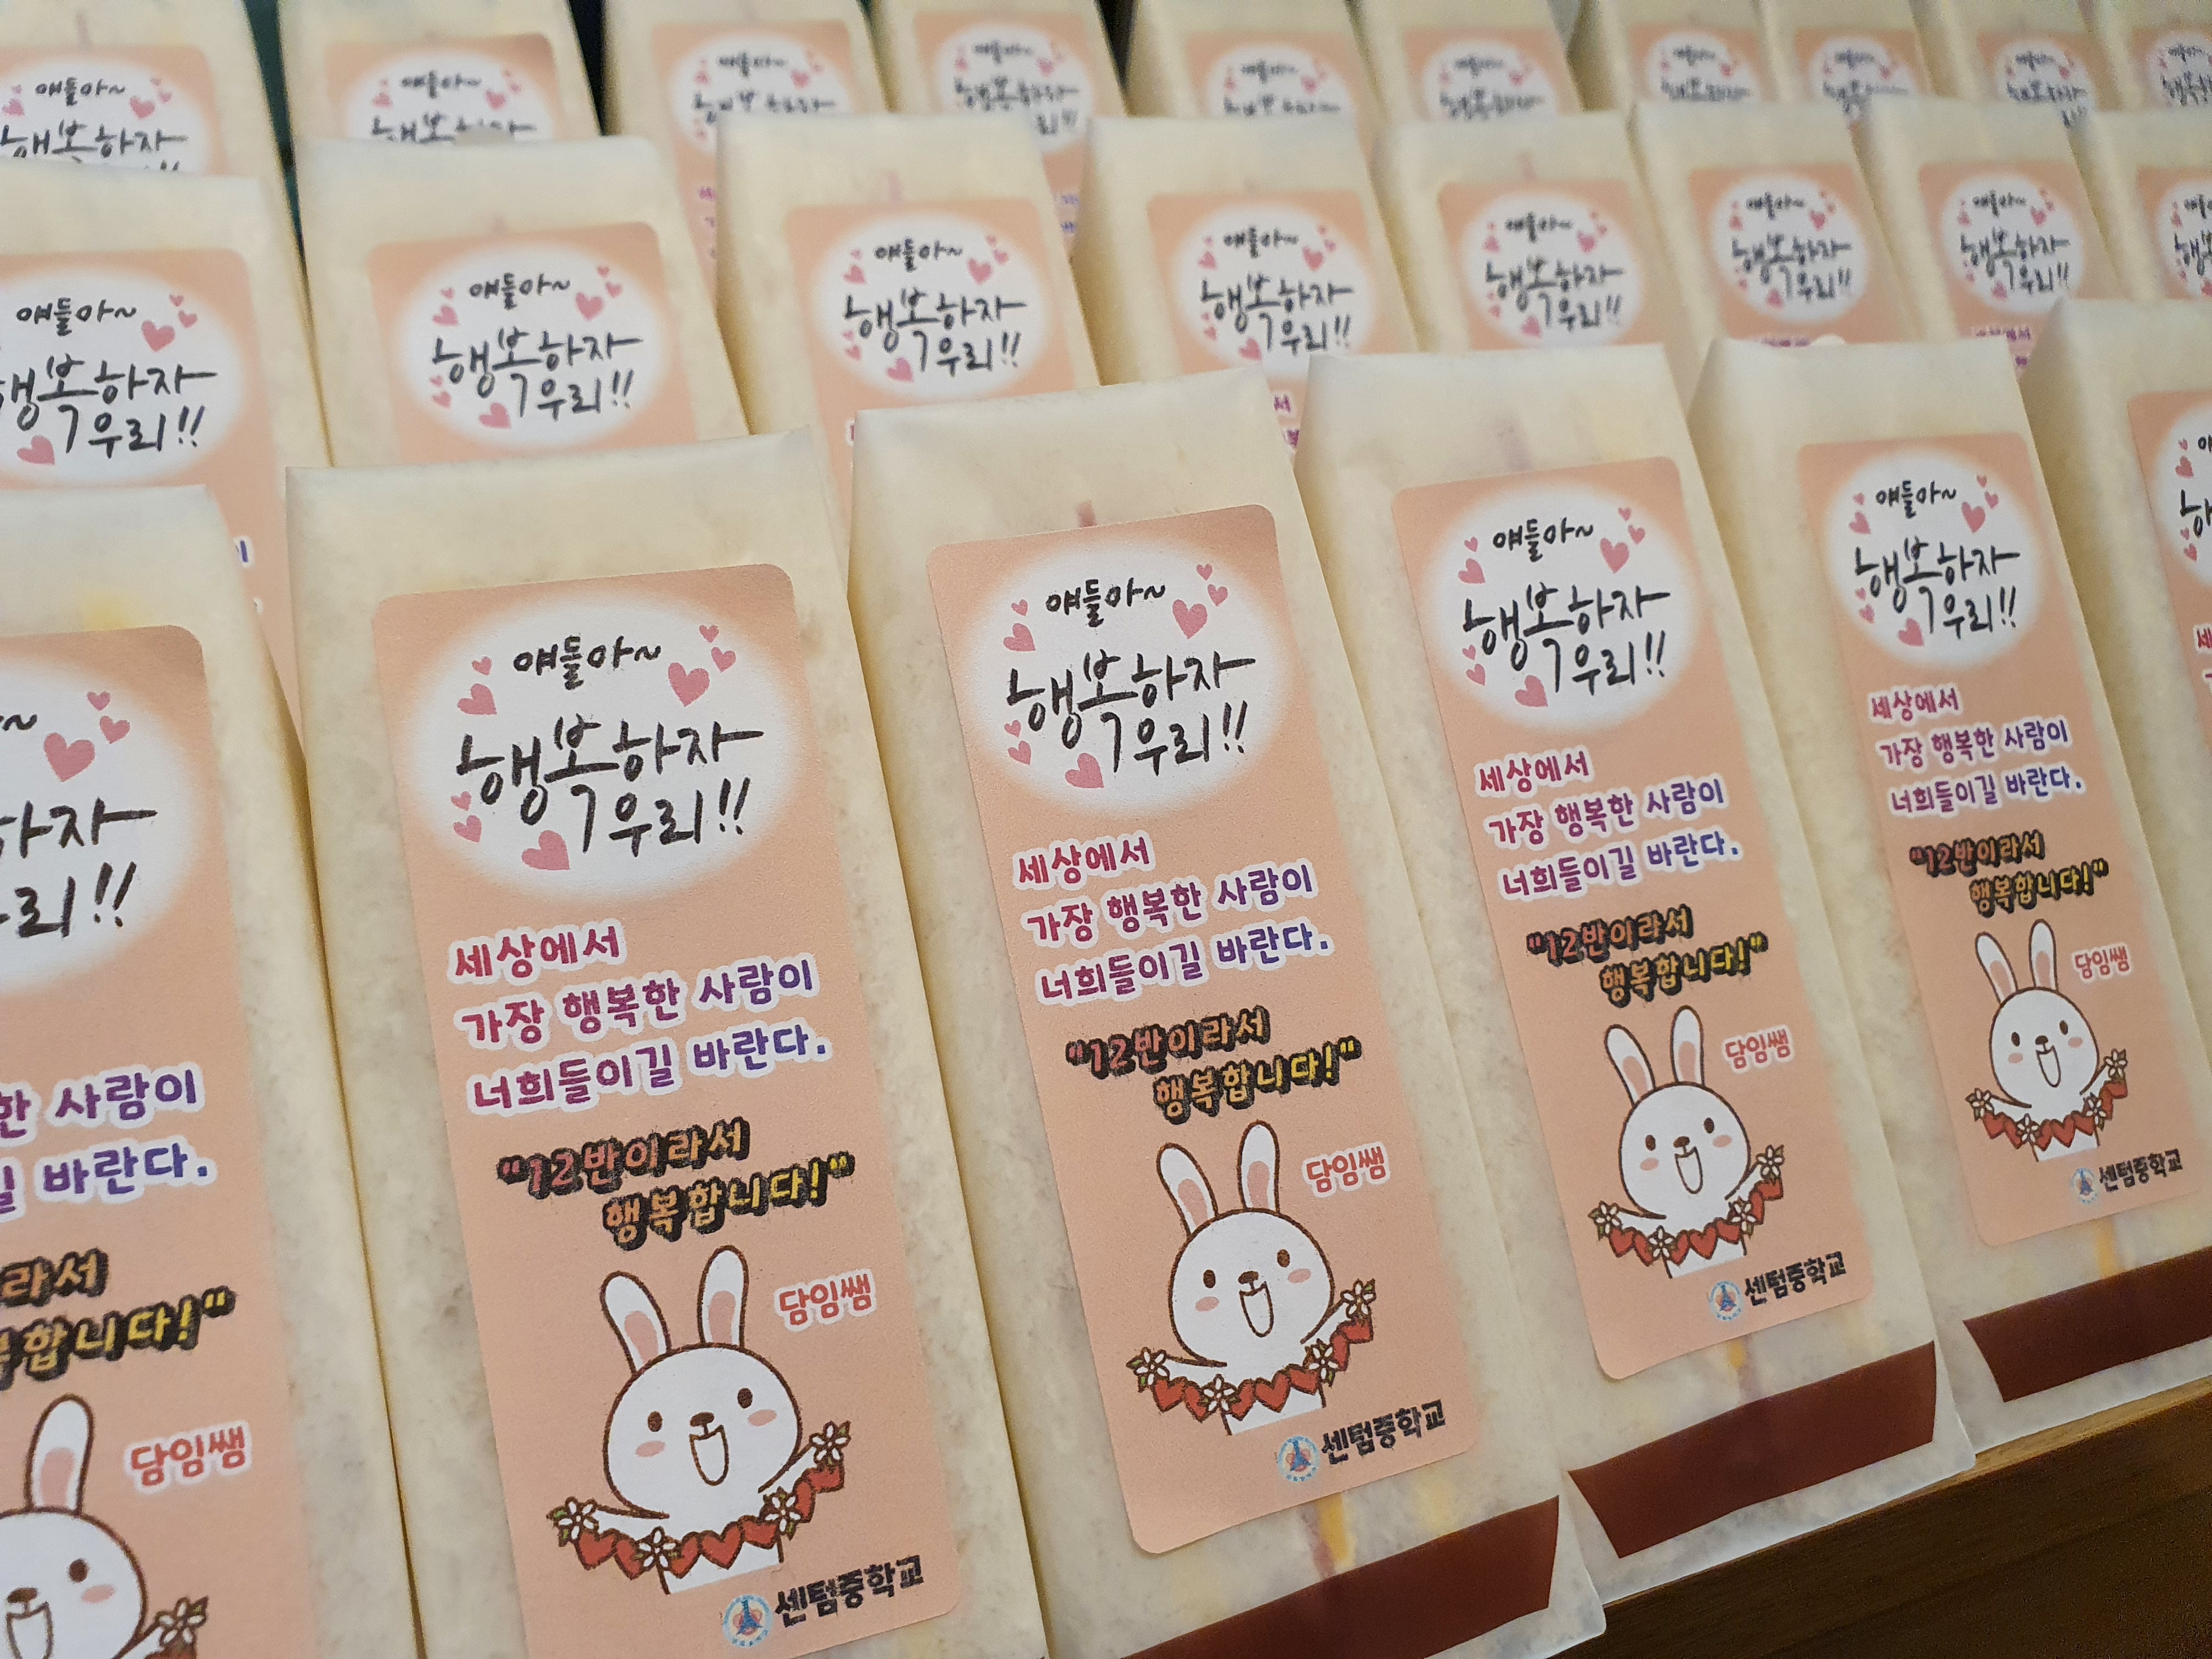 얘들아~
행복하자
우리!!
세상에서
가장 행복한 사람이
너희들이길 바란다.
"12반이라서
행복합니다!"
담임쌤
센텀중학교